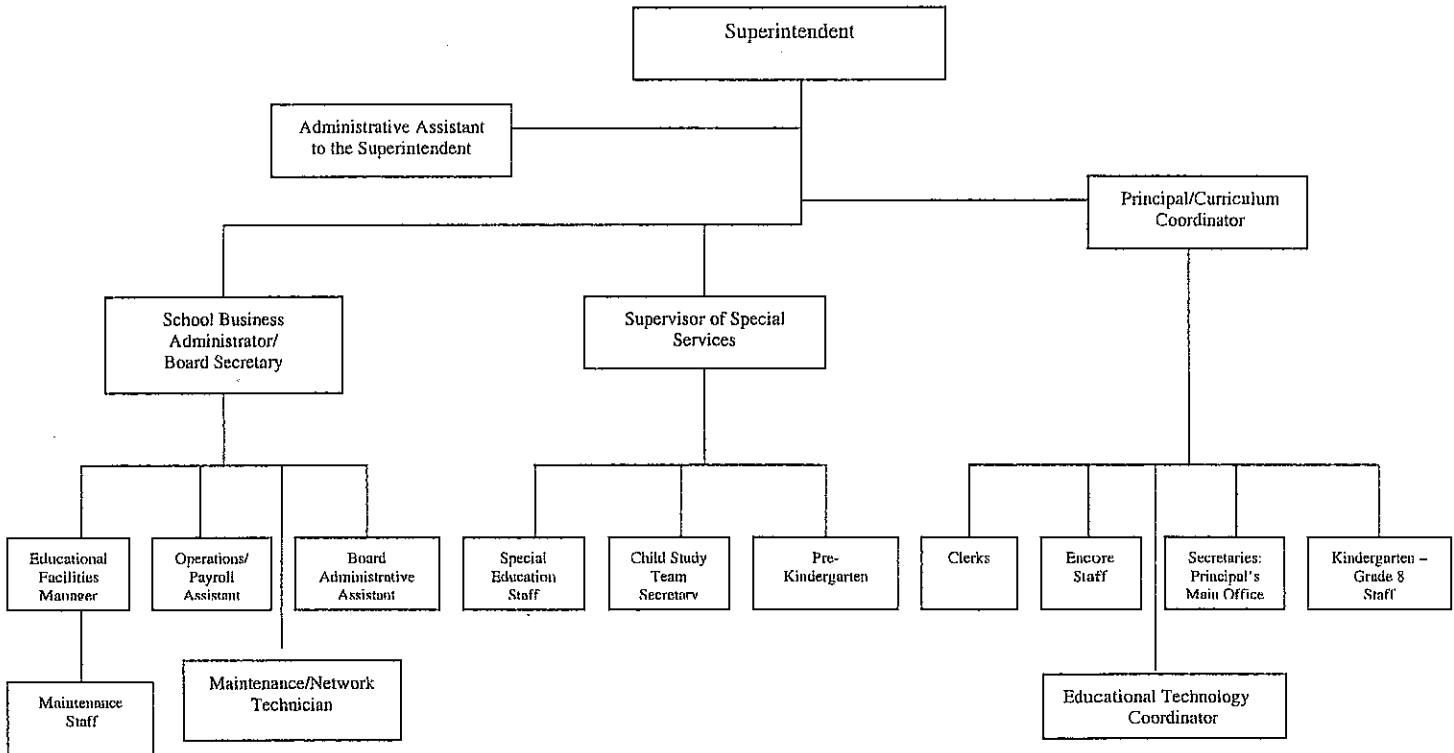 Superintendent
Administrative Assistant
to the Superintendent
Principal/Curriculum
Coordinator
School Business
Administrator/
Board Secretary
Supervisor of Special
Services
Educational
Facilities
Manager
Operations/
Payroll
Assistant
Board
Administrative
Assistant
Special
Education
Staff
Child Study
Team
Secretary
Pre-
Kindergarten
Clerks
Encore
Staff
Secretaries:
Principal's
Main Office
Kindergarten –
Grade 8
Staff
Maintenance
Staff
Maintenance/Network
Technician
Educational Technology
Coordinator